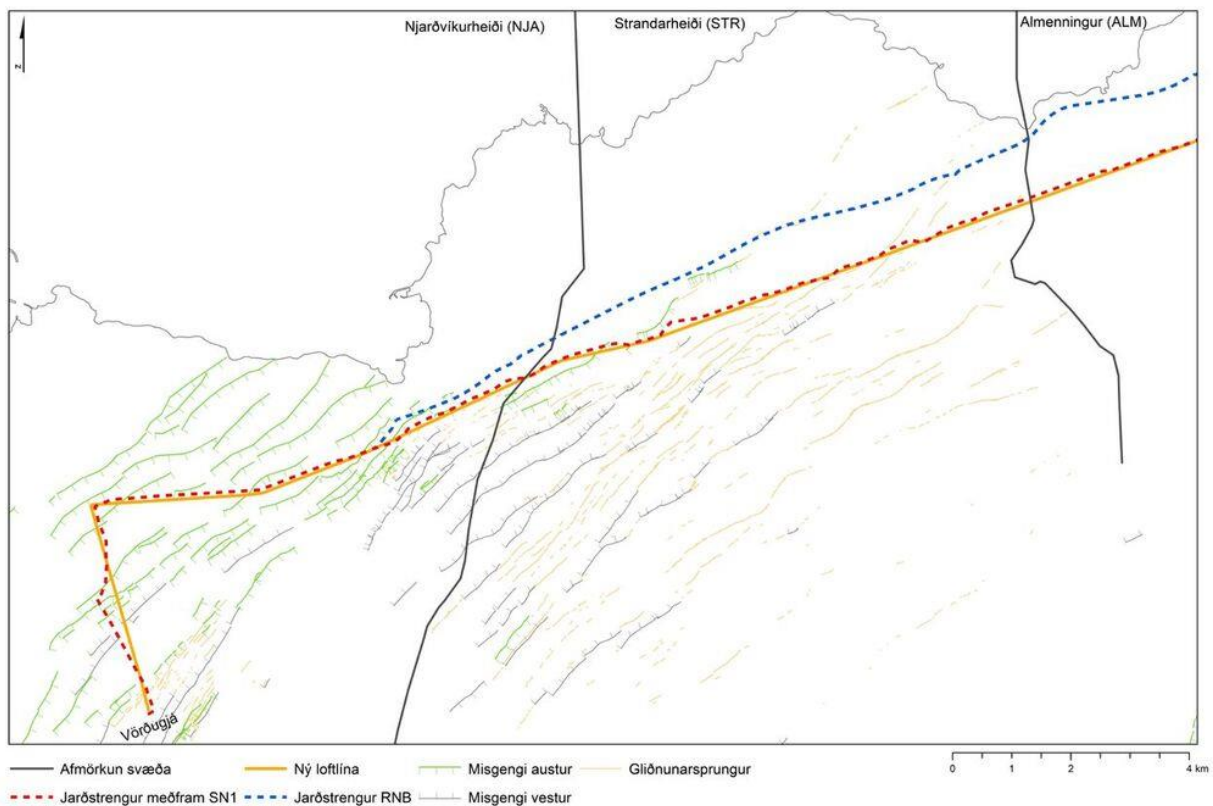 Njarðvíkurheiði (NJA)
Strandarheiði (STR)
Almenningur (ALM)
N
Vörðugjá
Afmörkun svæða
Ný loftlína
Misgengi austur
Gliðnunarsprungur
Jarðstrengur meðfram SN1
Jarðstrengur RNB
Misgengi vestur
0 1 2 4 km